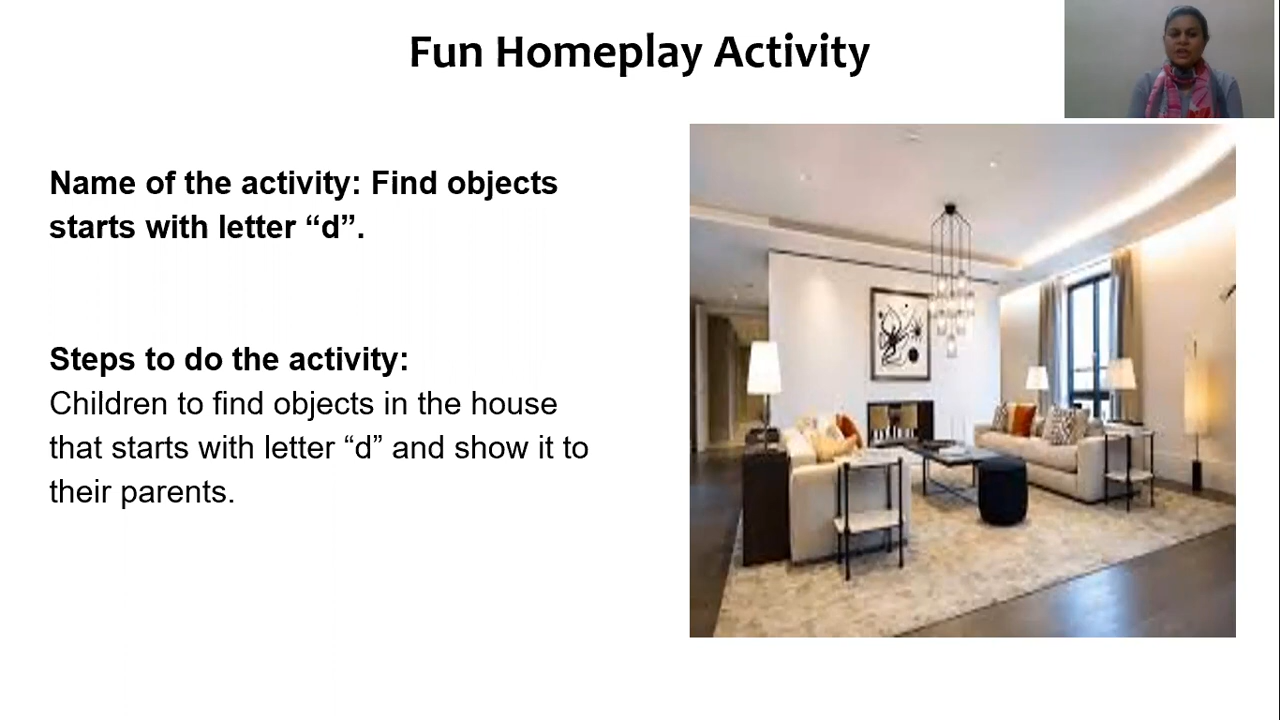 Fun Homeplay Activity
Name of the activity: Find objects
starts with letter “d”.
Steps to do the activity:
Children to find objects in the house
that starts with letter “d” and show it to
their parents.